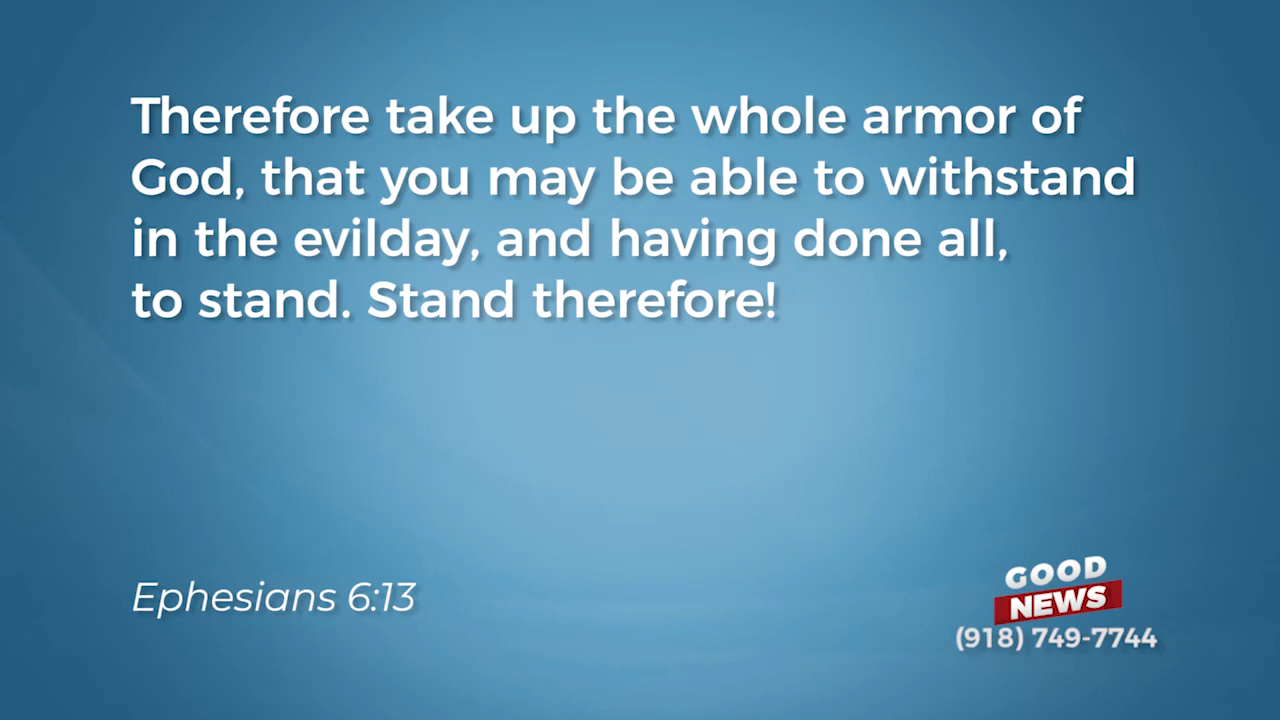 Therefore take up the whole armor of
God, that you may be able to withstand
in the evilday, and having done all,
to stand. Stand therefore!
Ephesians 6:13
GOOD
NEWS
(918) 749-7744